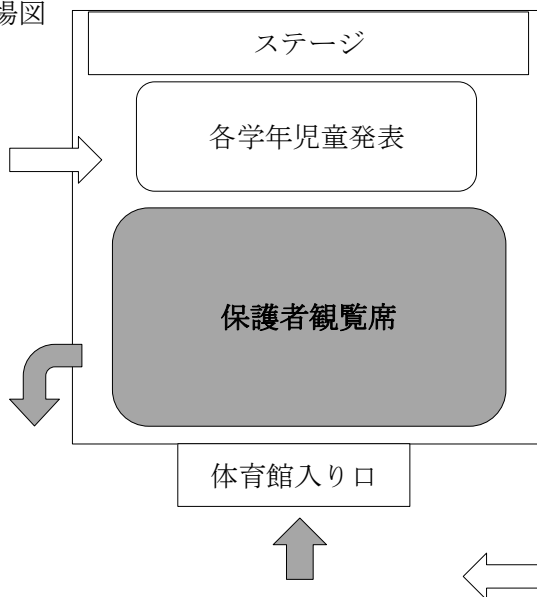 場図
ステージ
各学年児童発表
保護者観覧席
体育館入り口